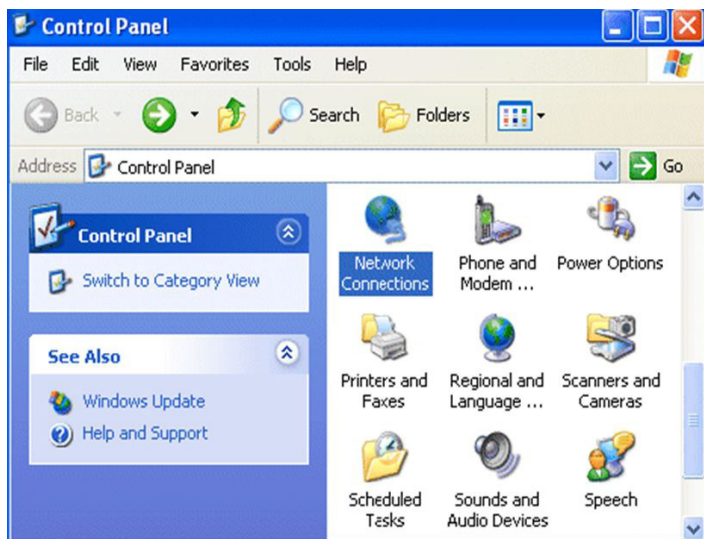 Control Panel
File Edit View Favorites Tools Help
Back Search Folders
Address Control Panel Go
Control Panel
Switch to Category View
See Also
Windows Update
Help and Support
Network Connections
Phone and Modem ...
Power Options
Printers and Faxes
Regional and Language ...
Scanners and Cameras
Scheduled Tasks
Sounds and Audio Devices
Speech